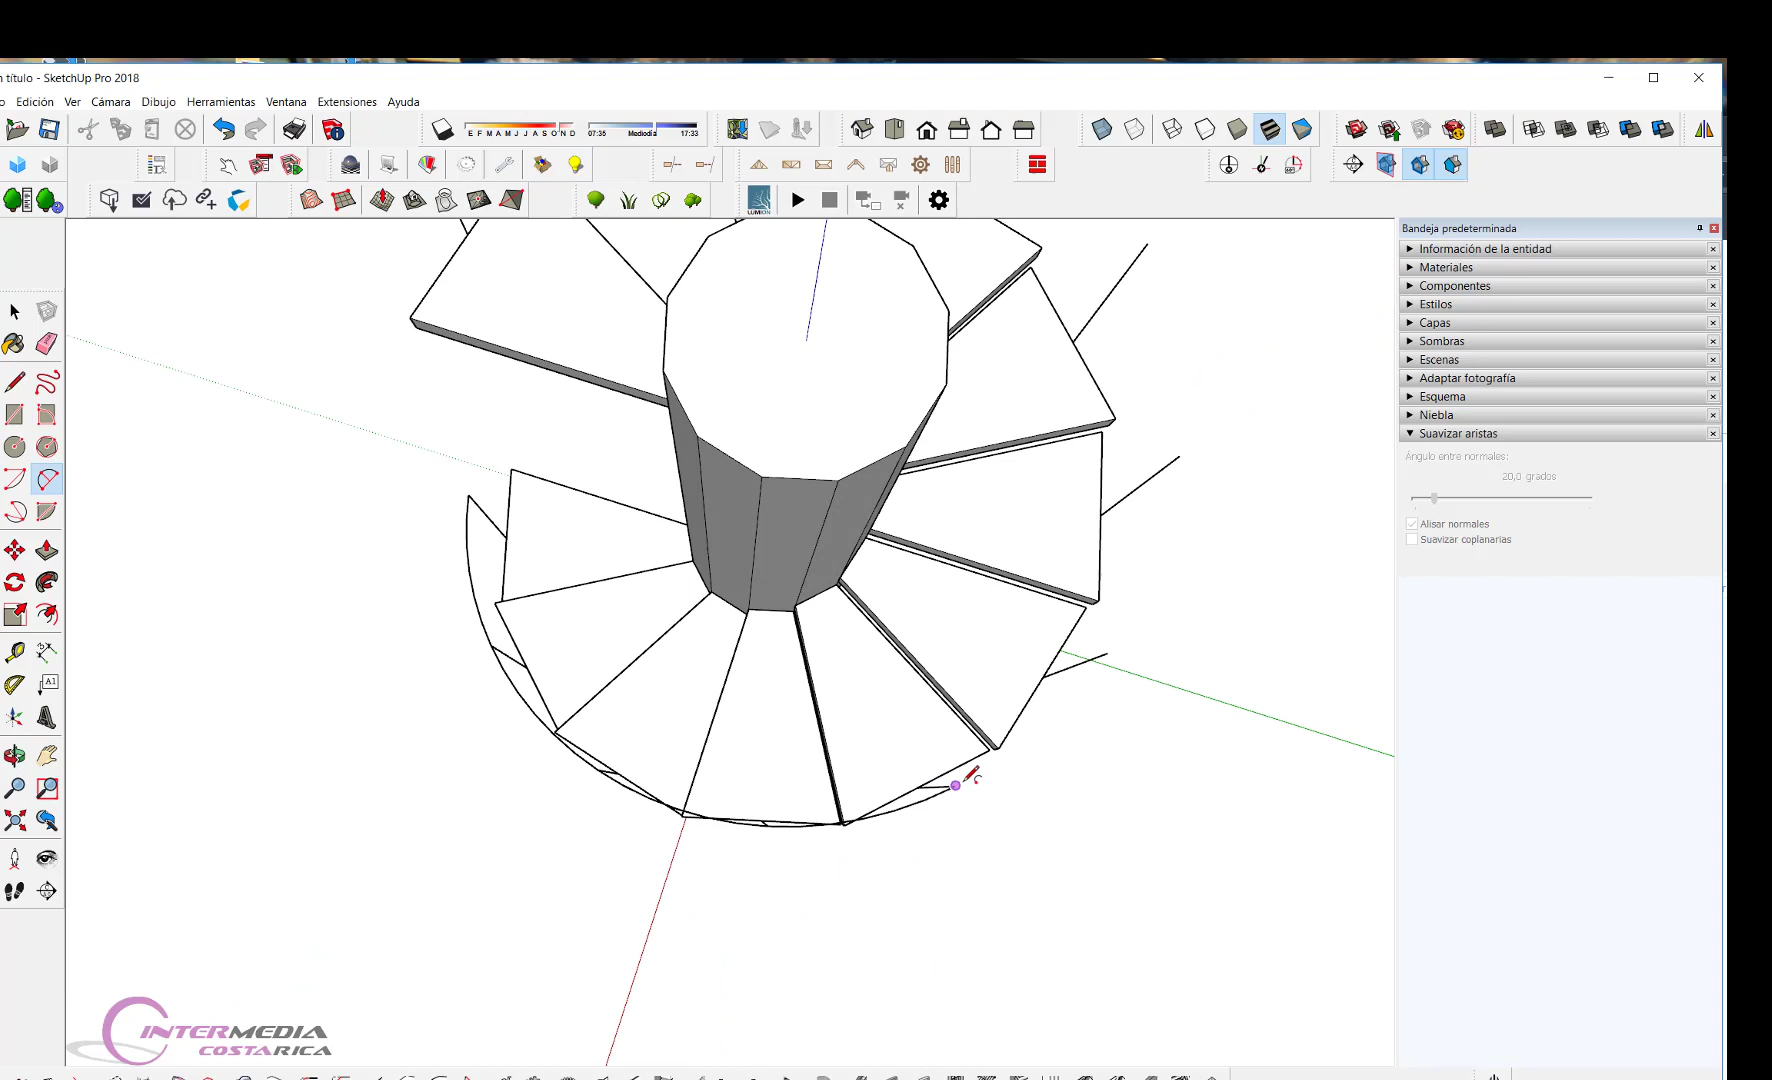 n título - SketchUp Pro 2018
o Edición Ver Cámara Dibujo Herramientas Ventana Extensiones Ayuda
E F M A M J J A S O N D 07:35 Mediodía 17:33
LUMION
Bandeja predeterminada
Información de la entidad
Materiales
Componentes
Estilos
Capas
Sombras
Escenas
Adaptar fotografía
Esquema
Niebla
Suavizar aristas
Ángulo entre normales:
20,0 grados
Alisar normales
Suavizar coplanarias
A1
A
INTERMEDIA
COSTA RICA